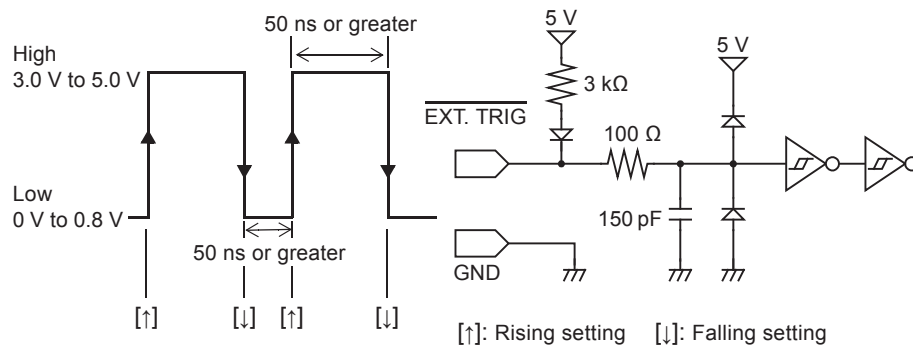 50 ns or greater
High
3.0 V to 5.0 V
Low
0 V to 0.8 V
50 ns or greater
[↑]
[↓]
[↑]
[↓]
5 V
5 V
3 kΩ
EXT. TRIG
100 Ω
150 pF
GND
[↑]: Rising setting
[↓]: Falling setting